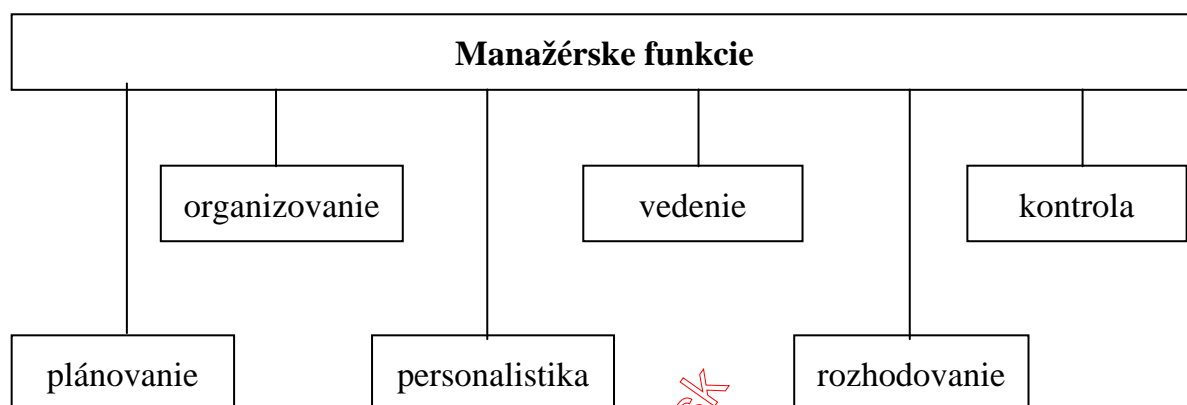 Manažérske funkcie
organizovanie
vedenie
kontrola
plánovanie
personalistika
rozhodovanie